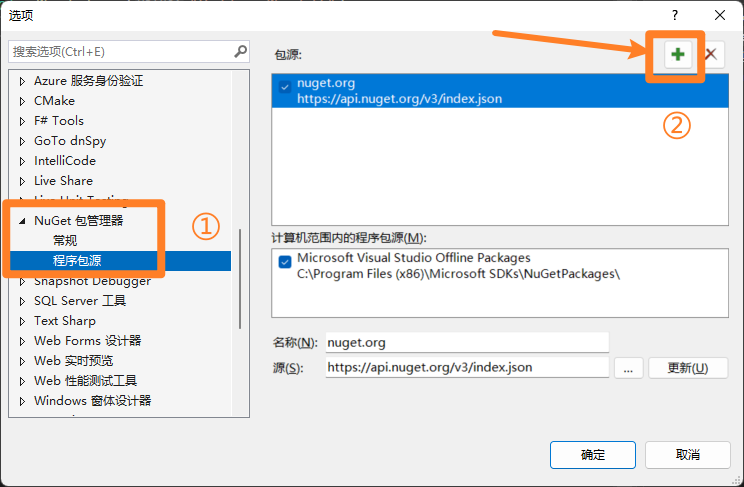 选项
搜索选项(Ctrl+E)
Azure 服务身份验证
CMake
F# Tools
GoTo dnSpy
IntelliCode
Live Share
Live Unit Testing
NuGet 包管理器
常规
程序包源
Snapshot Debugger
SQL Server 工具
Text Sharp
Web Forms 设计器
Web 实时预览
Web 性能测试工具
Windows 窗体设计器
①
包源:
②
nuget.org
https://api.nuget.org/v3/index.json
计算机范围内的程序包源(M):
Microsoft Visual Studio Offline Packages
C:\Program Files (x86)\Microsoft SDKs\NuGetPackages\
名称(N): nuget.org
源(S): https://api.nuget.org/v3/index.json ... 更新(U)
确定 取消